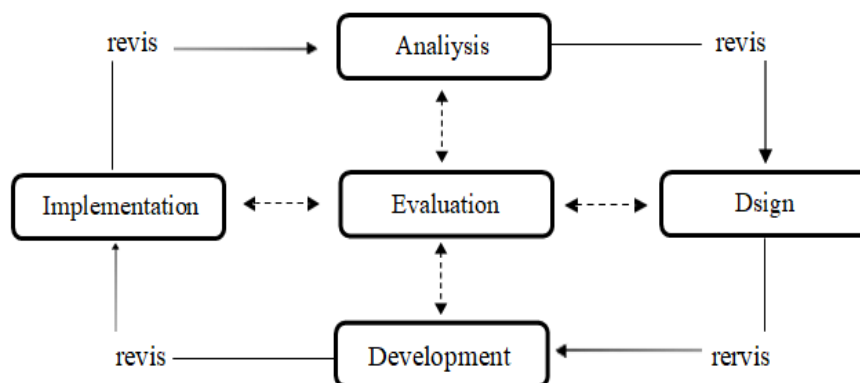 revis
Analiysis
revis
Implementation
Evaluation
Dsign
revis
Development
rervis